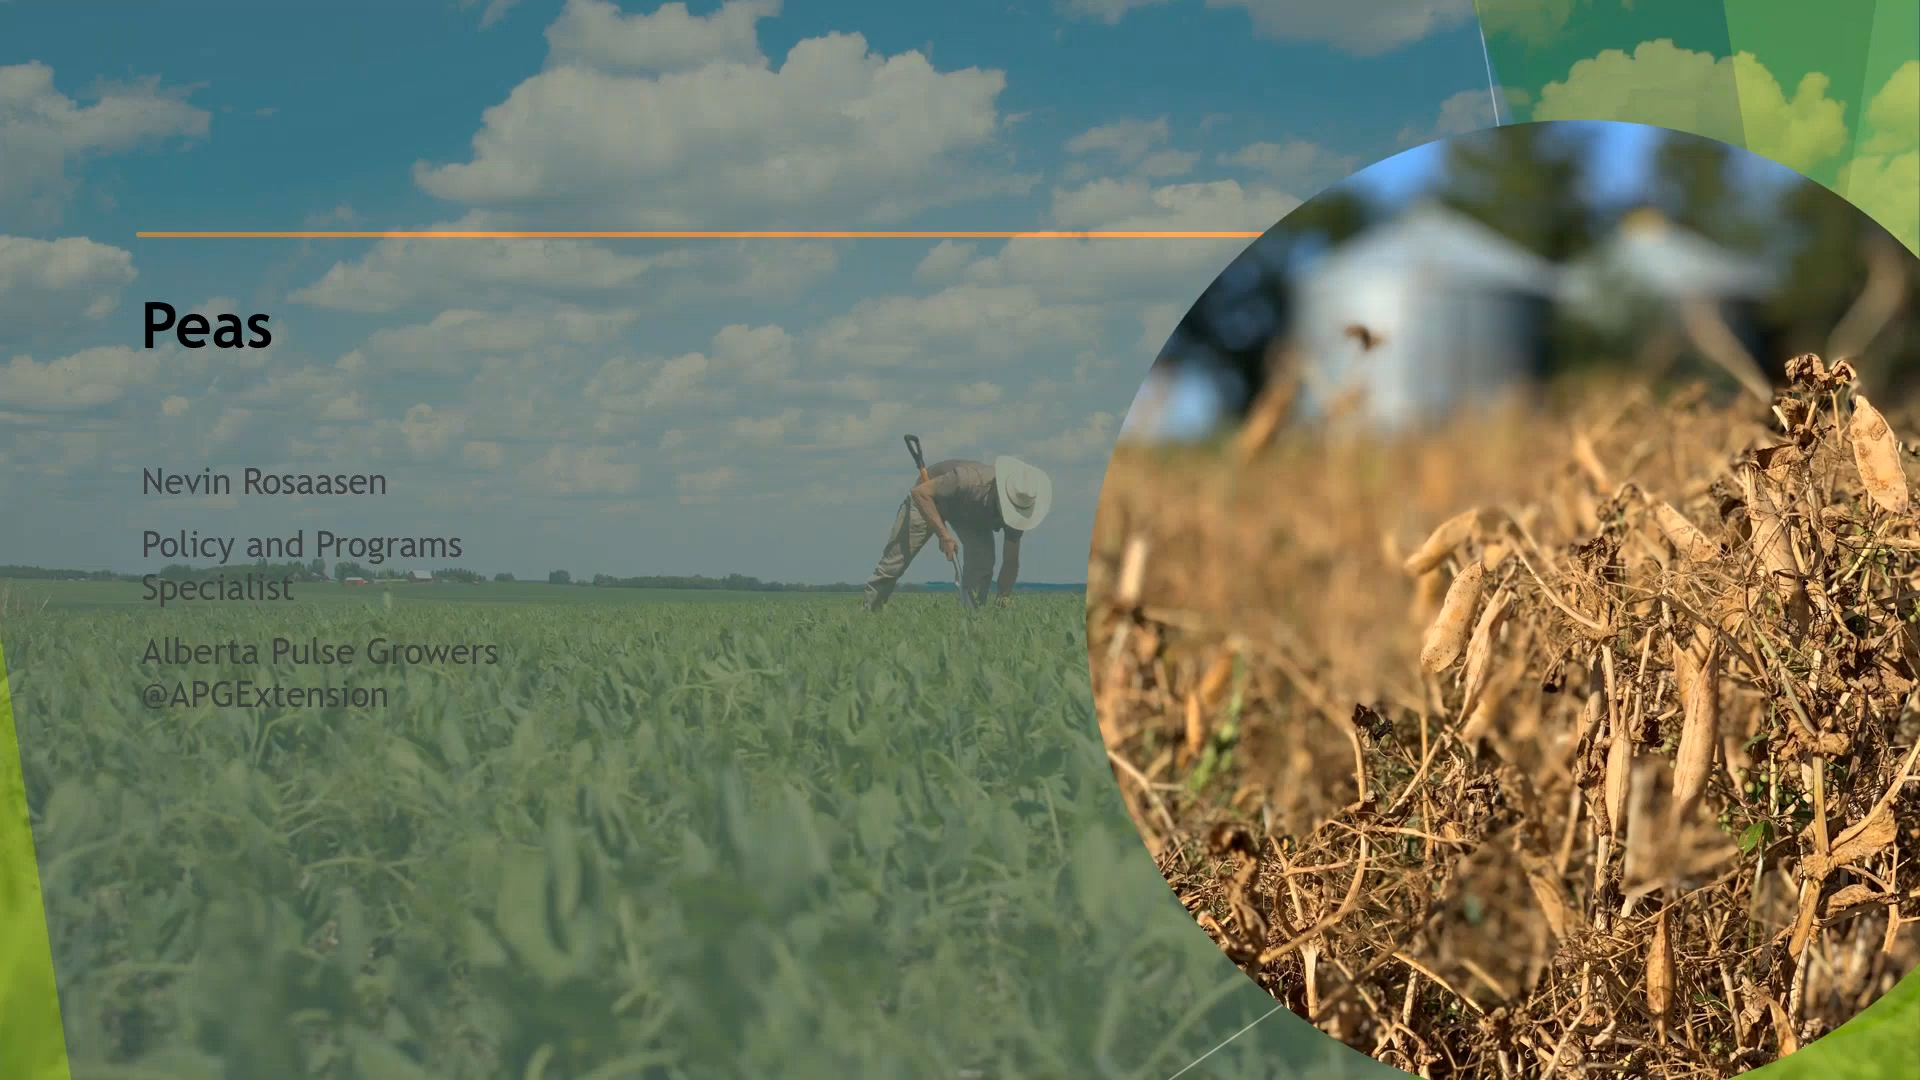 Peas
Nevin Rosaasen
Policy and Programs
Specialist
Alberta Pulse Growers
@APGExtension